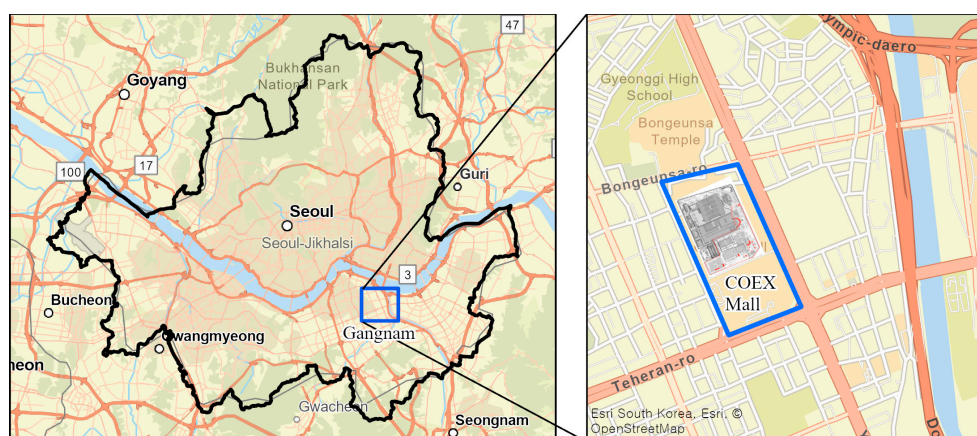 47
Goyang
Bukhansan
National Park
17
100
Guri
Seoul
Seoul-Jikhalsi
3
Bucheon
Gangnam
Gwangmyeong
heon
Gwacheon
Seongnam
ympic-daero
Gyeonggi High
School
Bongeunsa
Temple
Bongeunsa-ro
COEX
Mall
Teheran-ro
Esri South Korea, Esri, ©
OpenStreetMap